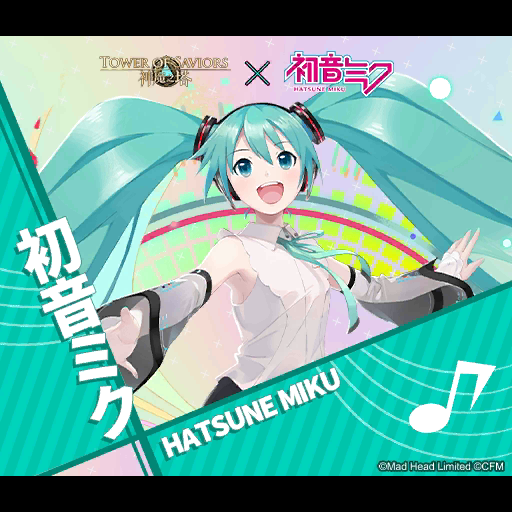 TOWER OF SAVIORS
神魔之塔
×
初音ミク
HATSUNE MIKU
初音ミク
HATSUNE MIKU
©Mad Head Limited ©CFM